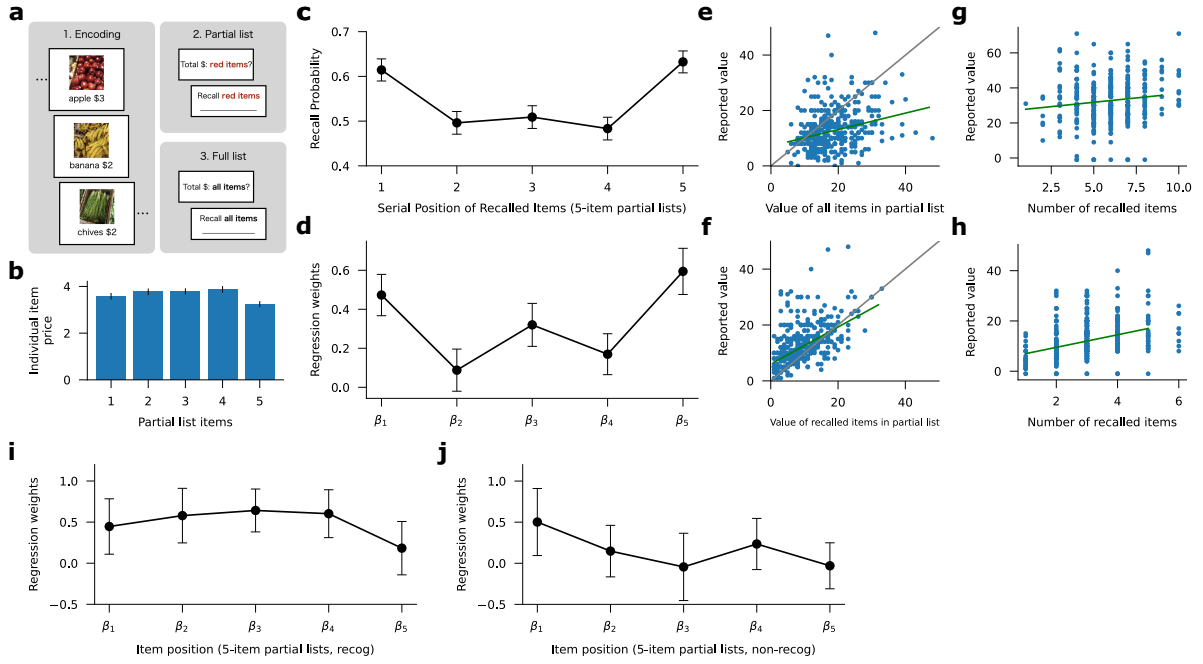 a
1. Encoding
...
apple $3
banana $2
chives $2
...
2. Partial list
Total $: red items?
Recall red items
3. Full list
Total $: all items?
Recall all items
b
Individual item
price
4
2
0
1 2 3 4 5
Partial list items
c
Recall Probability
0.7
0.6
0.5
0.4
1 2 3 4 5
Serial Position of Recalled Items (5-item partial lists)
d
Regression weights
0.6
0.4
0.2
0.0
β1 β2 β3 β4 β5
e
Reported value
40
20
0
0 20 40
Value of all items in partial list
f
Reported value
40
20
0
0 20 40
Value of recalled items in partial list
g
Reported value
60
40
20
0
2.5 5.0 7.5 10.0
Number of recalled items
h
Reported value
40
20
0
2 4 6
Number of recalled items
i
Regression weights
1.0
0.5
0.0
−0.5
β1 β2 β3 β4 β5
Item position (5-item partial lists, recog)
j
Regression weights
1.0
0.5
0.0
−0.5
β1 β2 β3 β4 β5
Item position (5-item partial lists, non-recog)